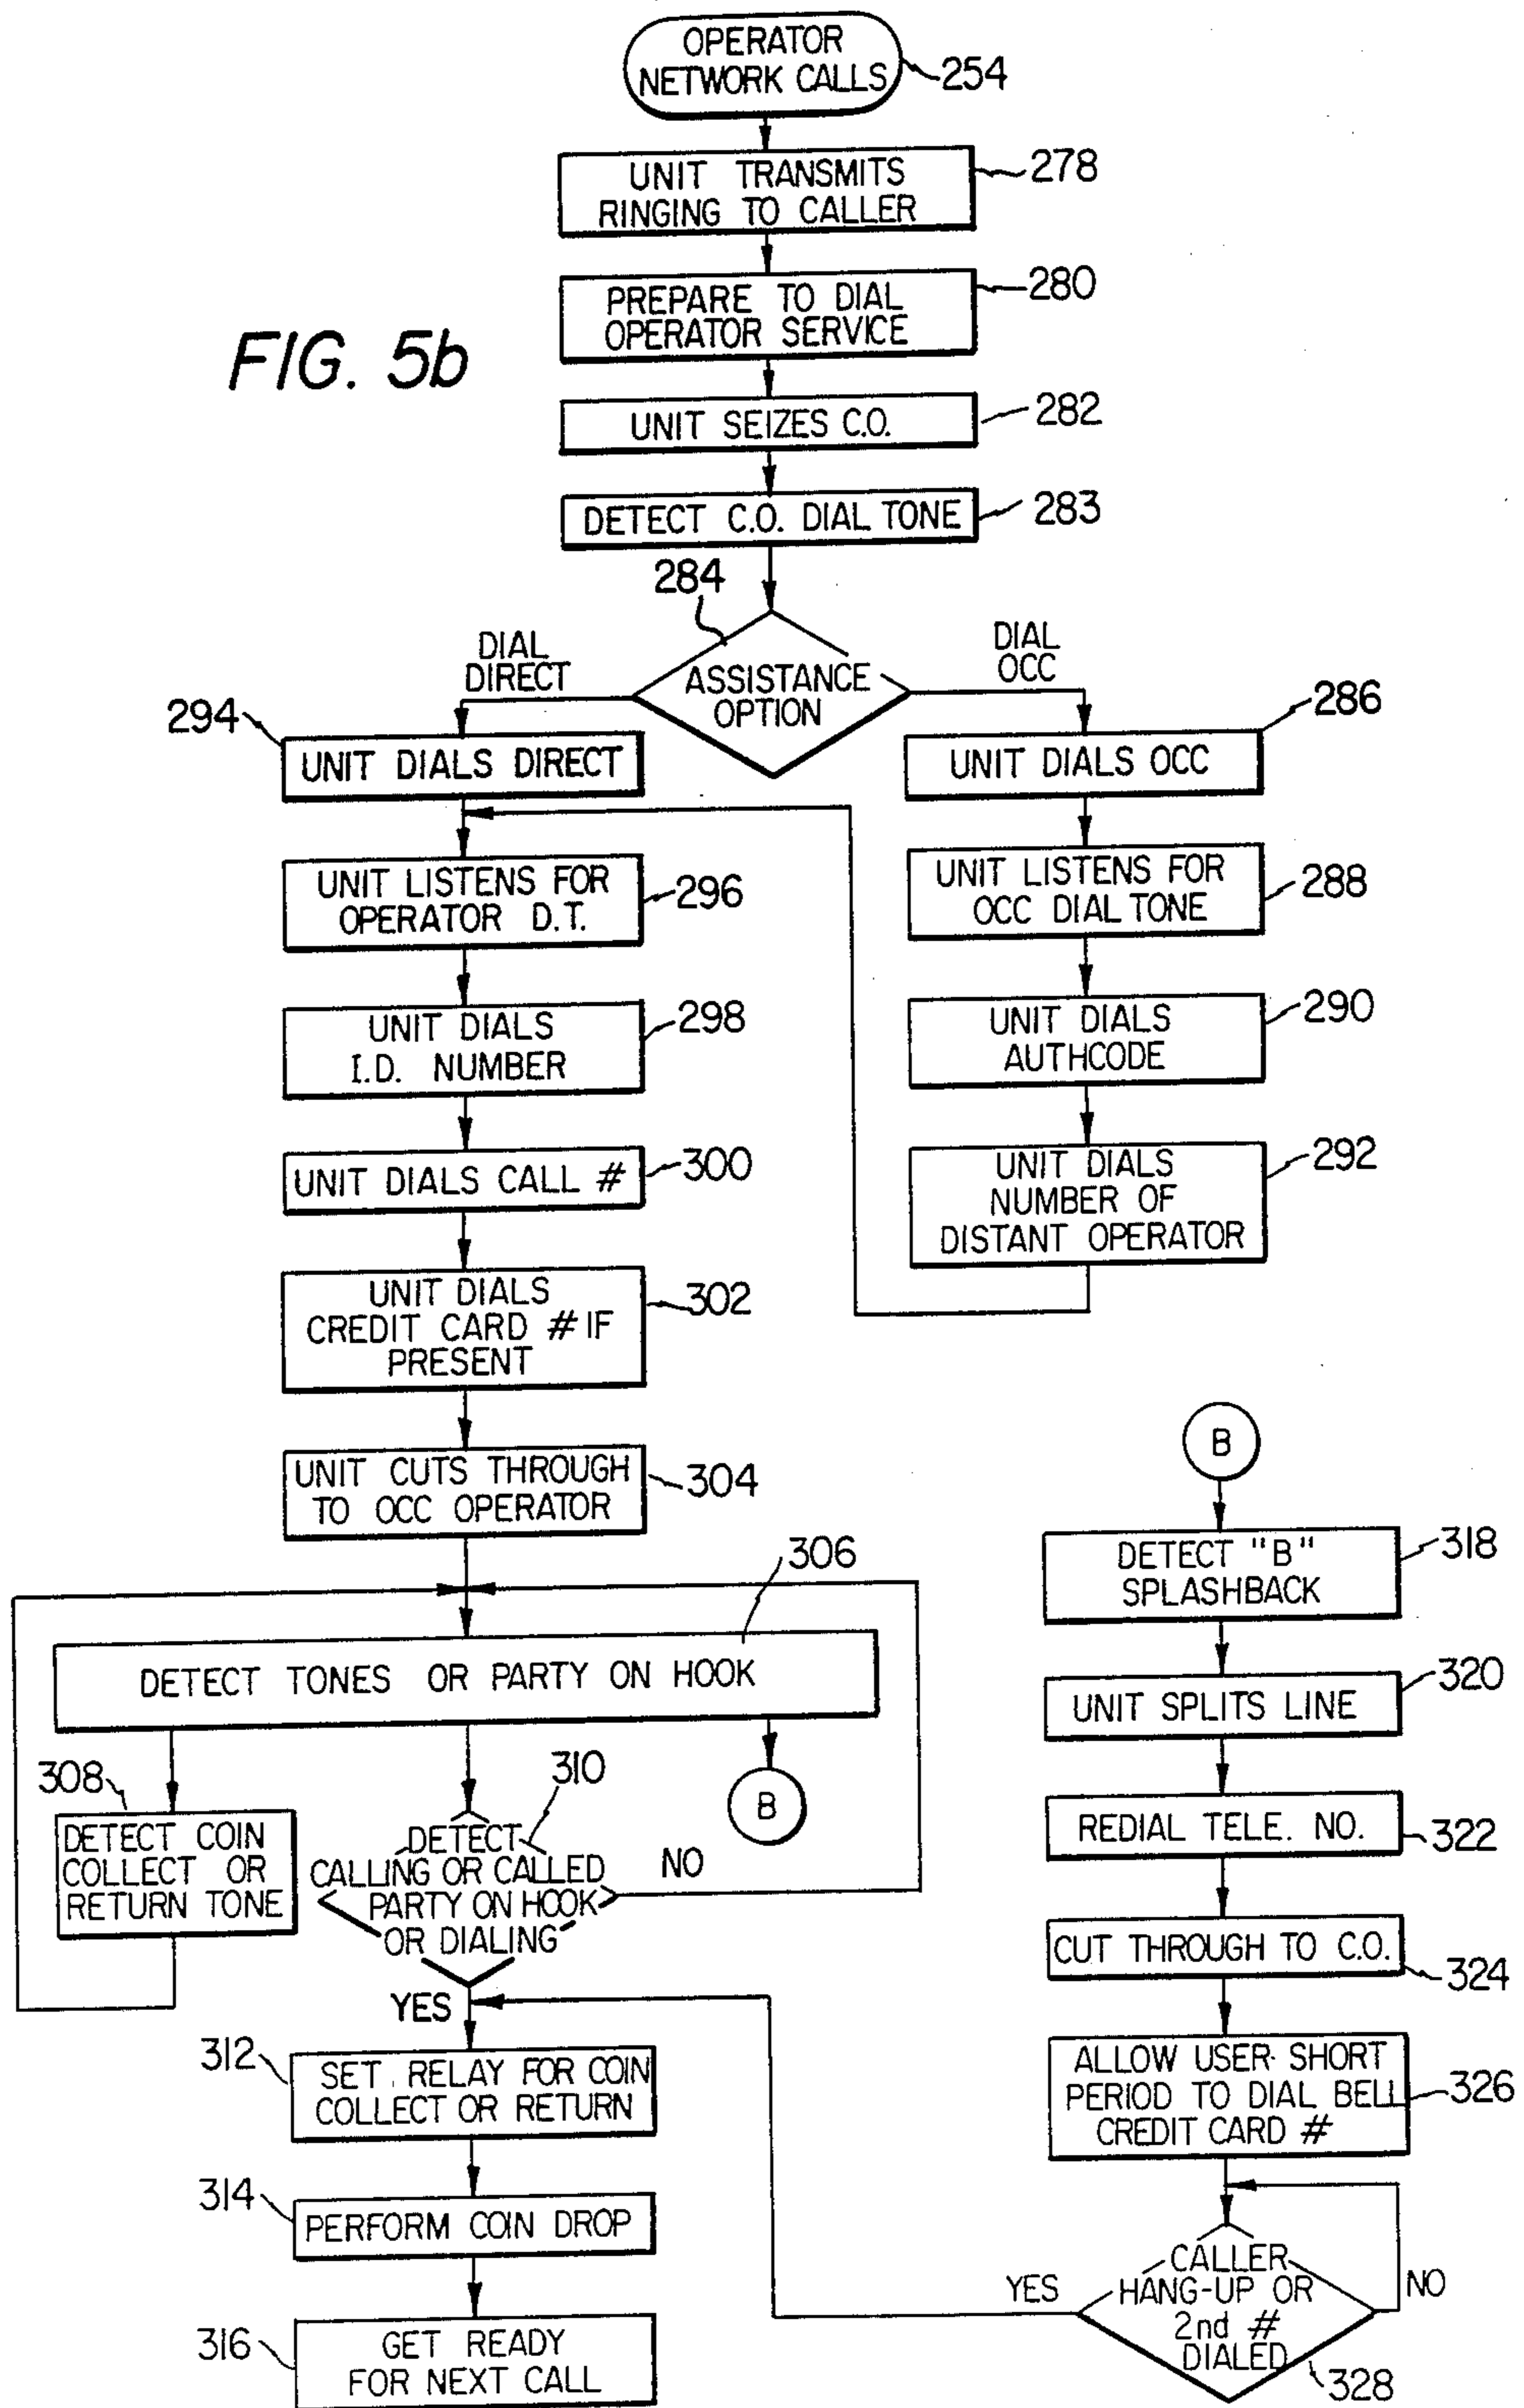 OPERATOR
NETWORK CALLS
254
UNIT TRANSMITS
RINGING TO CALLER
278
PREPARE TO DIAL
OPERATOR SERVICE
280
FIG. 5b
UNIT SEIZES C.O.
282
DETECT C.O. DIAL TONE
283
284
ASSISTANCE
OPTION
DIAL
DIRECT
DIAL
OCC
294
UNIT DIALS DIRECT
286
UNIT DIALS OCC
UNIT LISTENS FOR
OPERATOR D.T.
296
UNIT LISTENS FOR
OCC DIAL TONE
288
UNIT DIALS
I.D. NUMBER
298
UNIT DIALS
AUTHCODE
290
UNIT DIALS CALL #
300
UNIT DIALS
NUMBER OF
DISTANT OPERATOR
292
UNIT DIALS
CREDIT CARD # IF
PRESENT
302
UNIT CUTS THROUGH
TO OCC OPERATOR
304
306
DETECT TONES OR PARTY ON HOOK
308
DETECT COIN
COLLECT OR
RETURN TONE
310
DETECT
CALLING OR CALLED
PARTY ON HOOK
OR DIALING
NO
B
YES
312
SET RELAY FOR COIN
COLLECT OR RETURN
314
PERFORM COIN DROP
316
GET READY
FOR NEXT CALL
B
DETECT "B"
SPLASHBACK
318
UNIT SPLITS LINE
320
REDIAL TELE. NO.
322
CUT THROUGH TO C.O.
324
ALLOW USER SHORT
PERIOD TO DIAL BELL
CREDIT CARD #
326
CALLER
HANG-UP OR
2nd #
DIALED
YES
NO
328